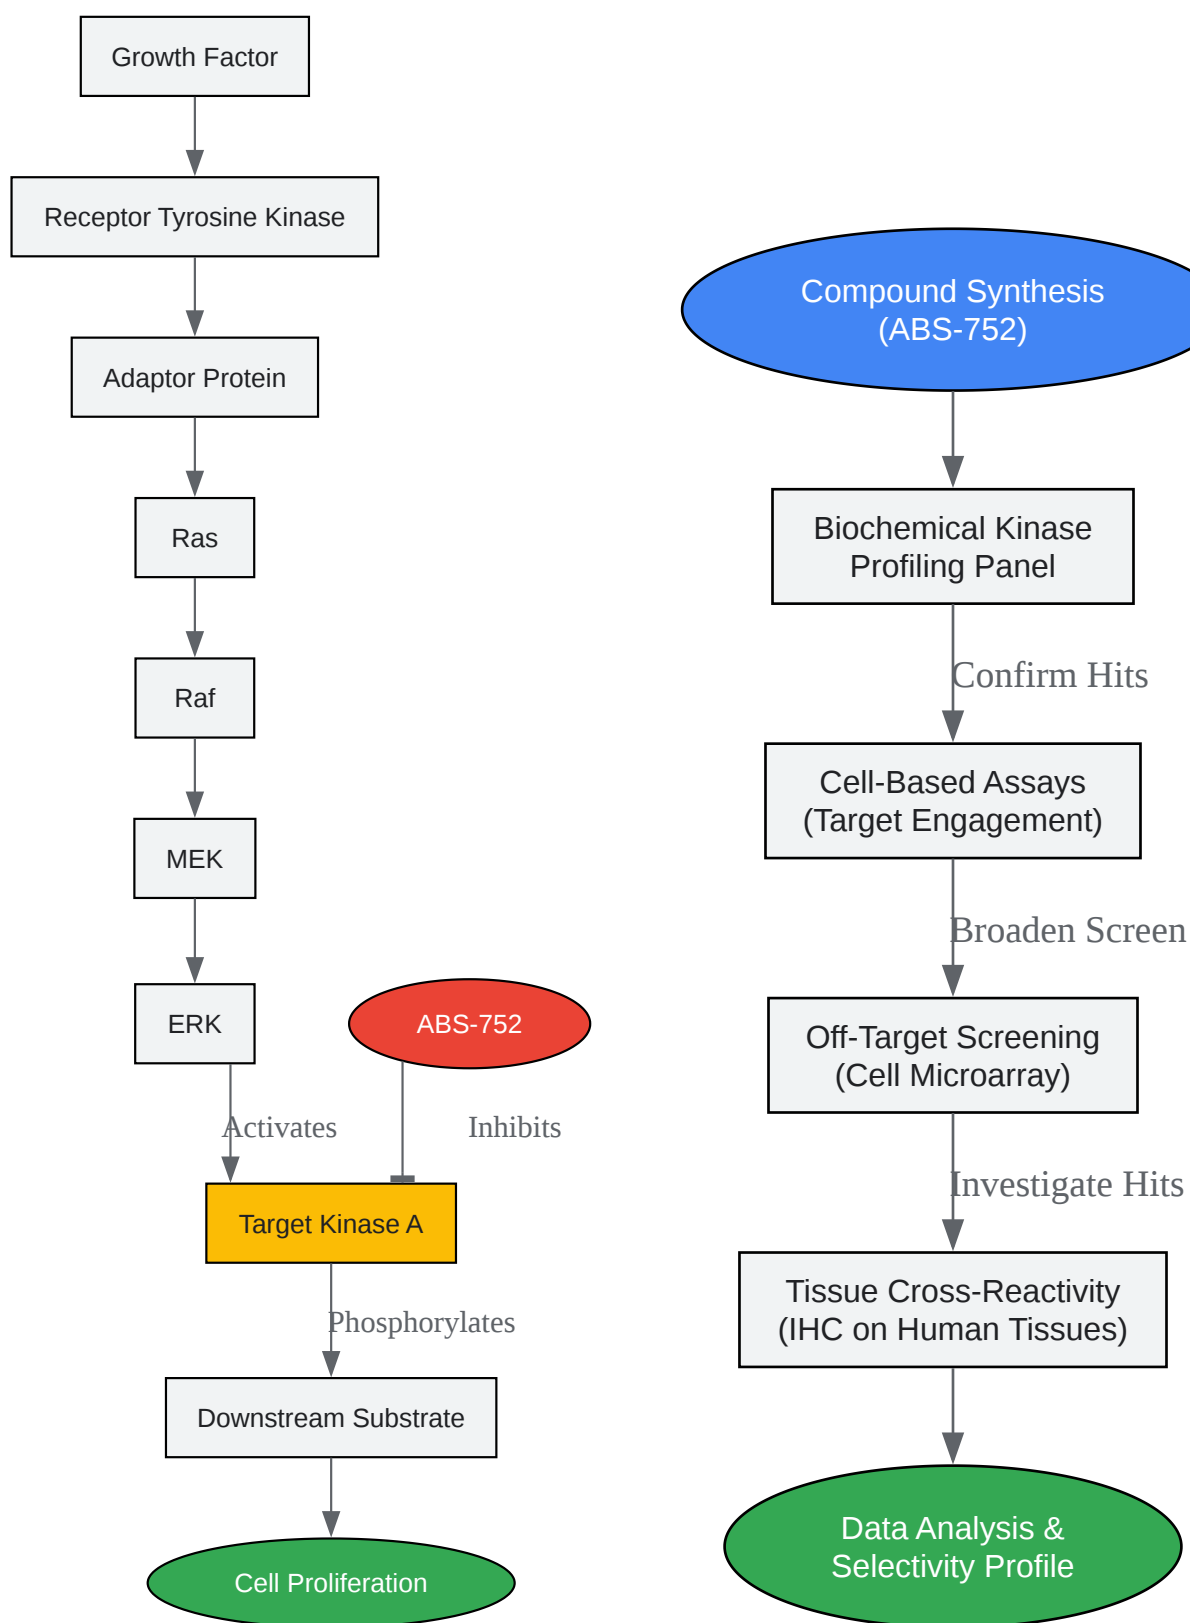 Growth Factor
Receptor Tyrosine Kinase
Adaptor Protein
Ras
Raf
MEK
ERK
ABS-752
Activates
Inhibits
Target Kinase A
Phosphorylates
Downstream Substrate
Cell Proliferation
Compound Synthesis
(ABS-752)
Biochemical Kinase
Profiling Panel
Confirm Hits
Cell-Based Assays
(Target Engagement)
Broaden Screen
Off-Target Screening
(Cell Microarray)
Investigate Hits
Tissue Cross-Reactivity
(IHC on Human Tissues)
Data Analysis &
Selectivity Profile